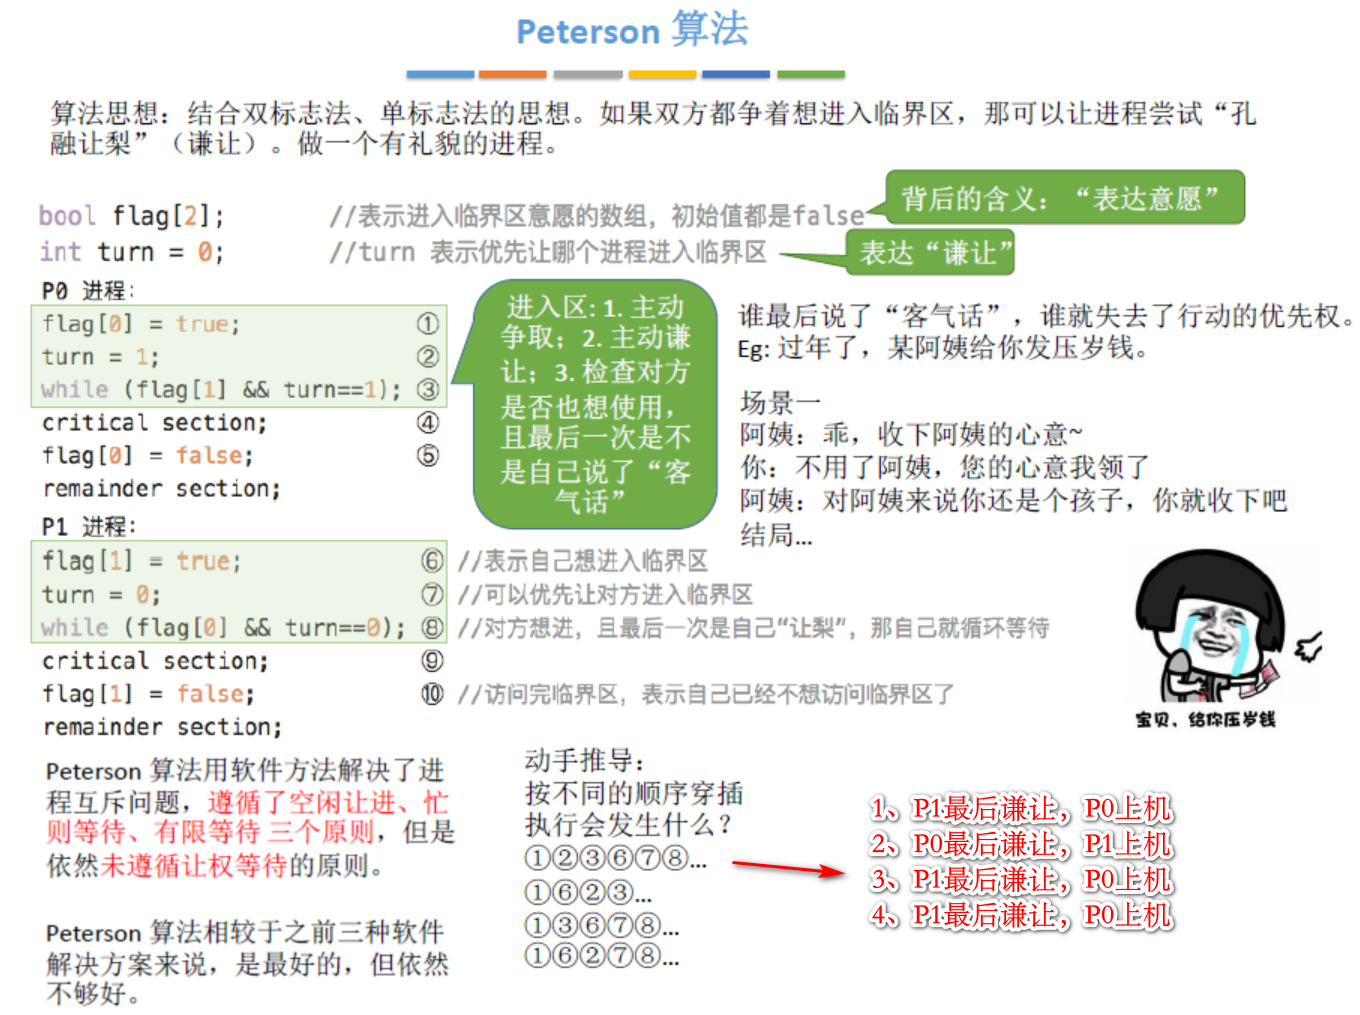 Peterson 算法
算法思想：结合双标志法、单标志法的思想。如果双方都争着想进入临界区，那可以让进程尝试“孔
融让梨”（谦让）。做一个有礼貌的进程。
背后的含义：“表达意愿”
bool flag[2];    //表示进入临界区意愿的数组，初始值都是false
int turn = 0;    //turn 表示优先让哪个进程进入临界区
表达“谦让”
P0 进程：
flag[0] = true;    ①
turn = 1;    ②
while (flag[1] && turn==1);    ③
critical section;    ④
flag[0] = false;    ⑤
remainder section;
进入区: 1. 主动
争取；2. 主动谦
让；3. 检查对方
是否也想使用，
且最后一次是不
是自己说了“客
气话”
谁最后说了“客气话”，谁就失去了行动的优先权。
Eg: 过年了，某阿姨给你发压岁钱。
场景一
阿姨：乖，收下阿姨的心意~
你：不用了阿姨，您的心意我领了
阿姨：对阿姨来说你还是个孩子，你就收下吧
结局...
P1 进程：
flag[1] = true;    ⑥ //表示自己想进入临界区
turn = 0;    ⑦ //可以优先让对方进入临界区
while (flag[0] && turn==0);    ⑧ //对方想进，且最后一次是自己“让梨”，那自己就循环等待
critical section;    ⑨
flag[1] = false;    ⑩ //访问完临界区，表示自己已经不想访问临界区了
remainder section;
宝贝，给你压岁钱
Peterson 算法用软件方法解决了进
程互斥问题，遵循了空闲让进、忙
则等待、有限等待 三个原则，但是
依然未遵循让权等待的原则。
Peterson 算法相较于之前三种软件
解决方案来说，是最好的，但依然
不够好。
动手推导：
按不同的顺序穿插
执行会发生什么？
①②③⑥⑦⑧...
①⑥②③...
①③⑥⑦⑧...
①⑥②⑦⑧...
1、P1最后谦让，P0上机
2、P0最后谦让，P1上机
3、P1最后谦让，P0上机
4、P1最后谦让，P0上机